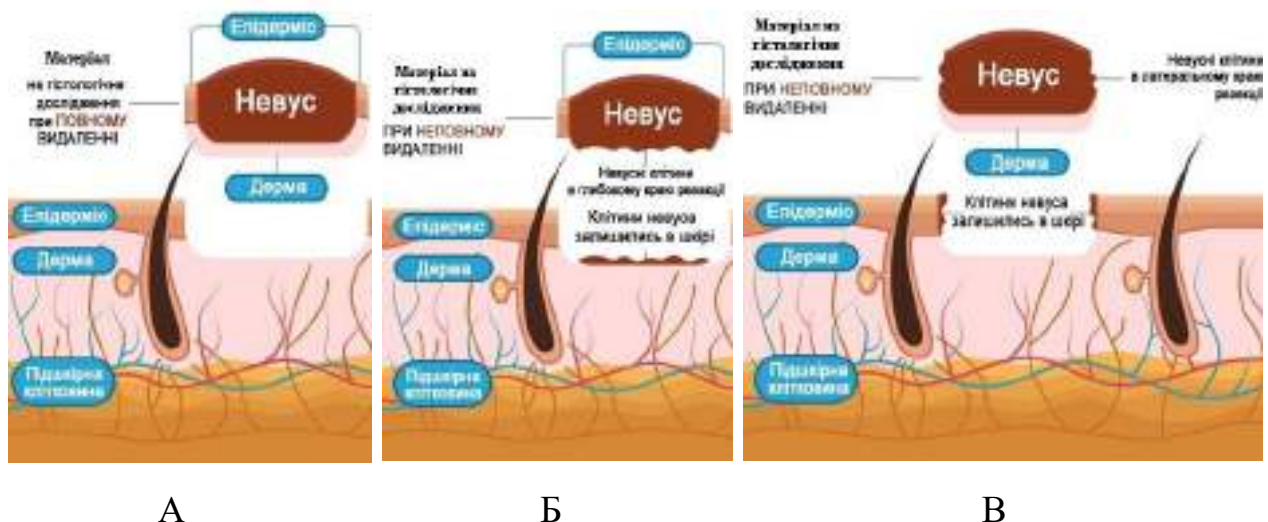 Епідерміс
Матеріал
на гістологічне
дослідження
при ПОВНОМУ
ВИДАЛЕННІ
Невус
Дерма
Епідерміс
Дерма
Підшкірна
клітковина
А
Епідерміс
Матеріал на
гістологічне
дослідження
ПРИ НЕПОВНОМУ
ВИДАЛЕННІ
Невус
Невусні клітини
в глибокому краю резекції
Клітини невуса
залишились в шкірі
Епідерміс
Дерма
Підшкірна
клітковина
Б
Матеріал на
гістологічне
дослідження
ПРИ НЕПОВНОМУ
ВИДАЛЕННІ
Невус
Невусні клітини
в латеральному краю
резекції
Дерма
Клітини невуса
залишились в шкірі
Епідерміс
Дерма
Підшкірна
клітковина
В